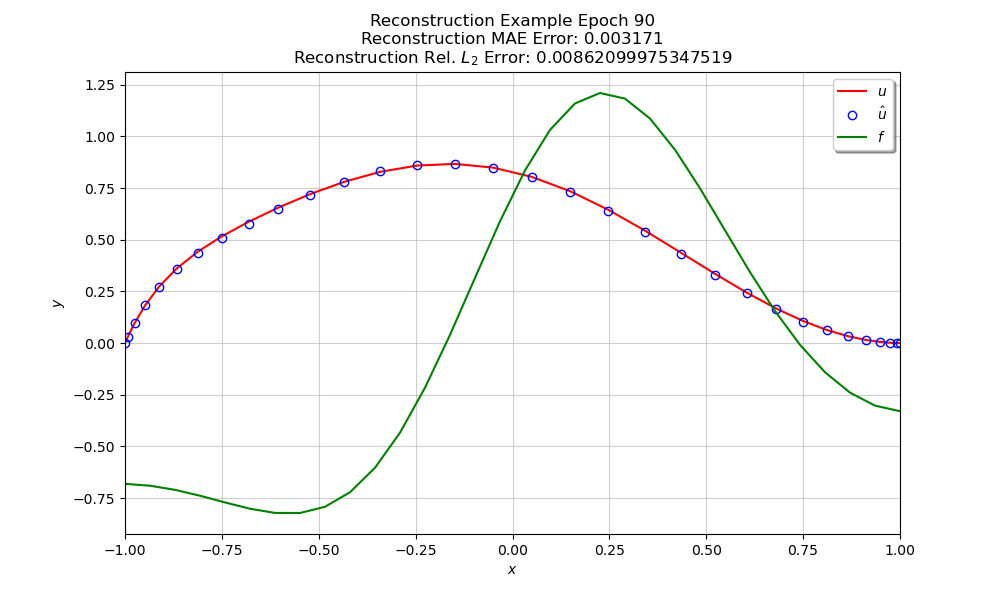 Reconstruction Example Epoch 90
Reconstruction MAE Error: 0.003171
Reconstruction Rel. $L_2$ Error: 0.00862099975347519
u
û
f
1.25
1.00
0.75
0.50
0.25
0.00
−0.25
−0.50
−0.75
y
−1.00 −0.75 −0.50 −0.25 0.00 0.25 0.50 0.75 1.00
x